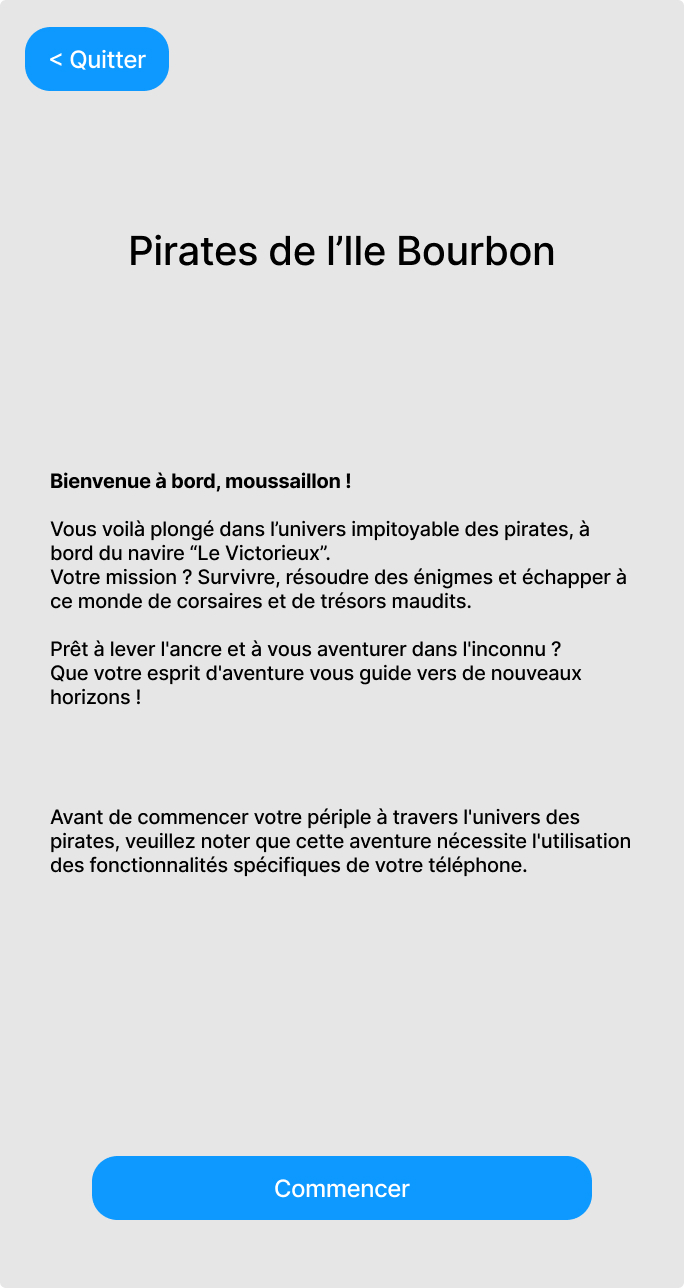 < Quitter
Pirates de l’Ile Bourbon
Bienvenue à bord, moussaillon !
Vous voilà plongé dans l’univers impitoyable des pirates, à
bord du navire “Le Victorieux”.
Votre mission ? Survivre, résoudre des énigmes et échapper à
ce monde de corsaires et de trésors maudits.
Prêt à lever l'ancre et à vous aventurer dans l'inconnu ?
Que votre esprit d'aventure vous guide vers de nouveaux
horizons !
Avant de commencer votre périple à travers l'univers des
pirates, veuillez noter que cette aventure nécessite l'utilisation
des fonctionnalités spécifiques de votre téléphone.
Commencer